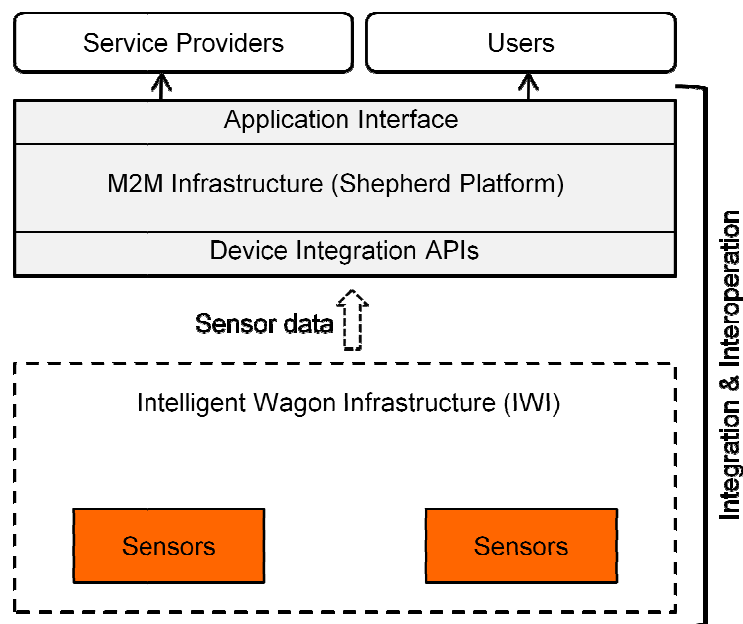 Service Providers
Users
Application Interface
M2M Infrastructure (Shepherd Platform)
Device Integration APIs
Sensor data
Intelligent Wagon Infrastructure (IWI)
Sensors
Sensors
Integration & Interoperation